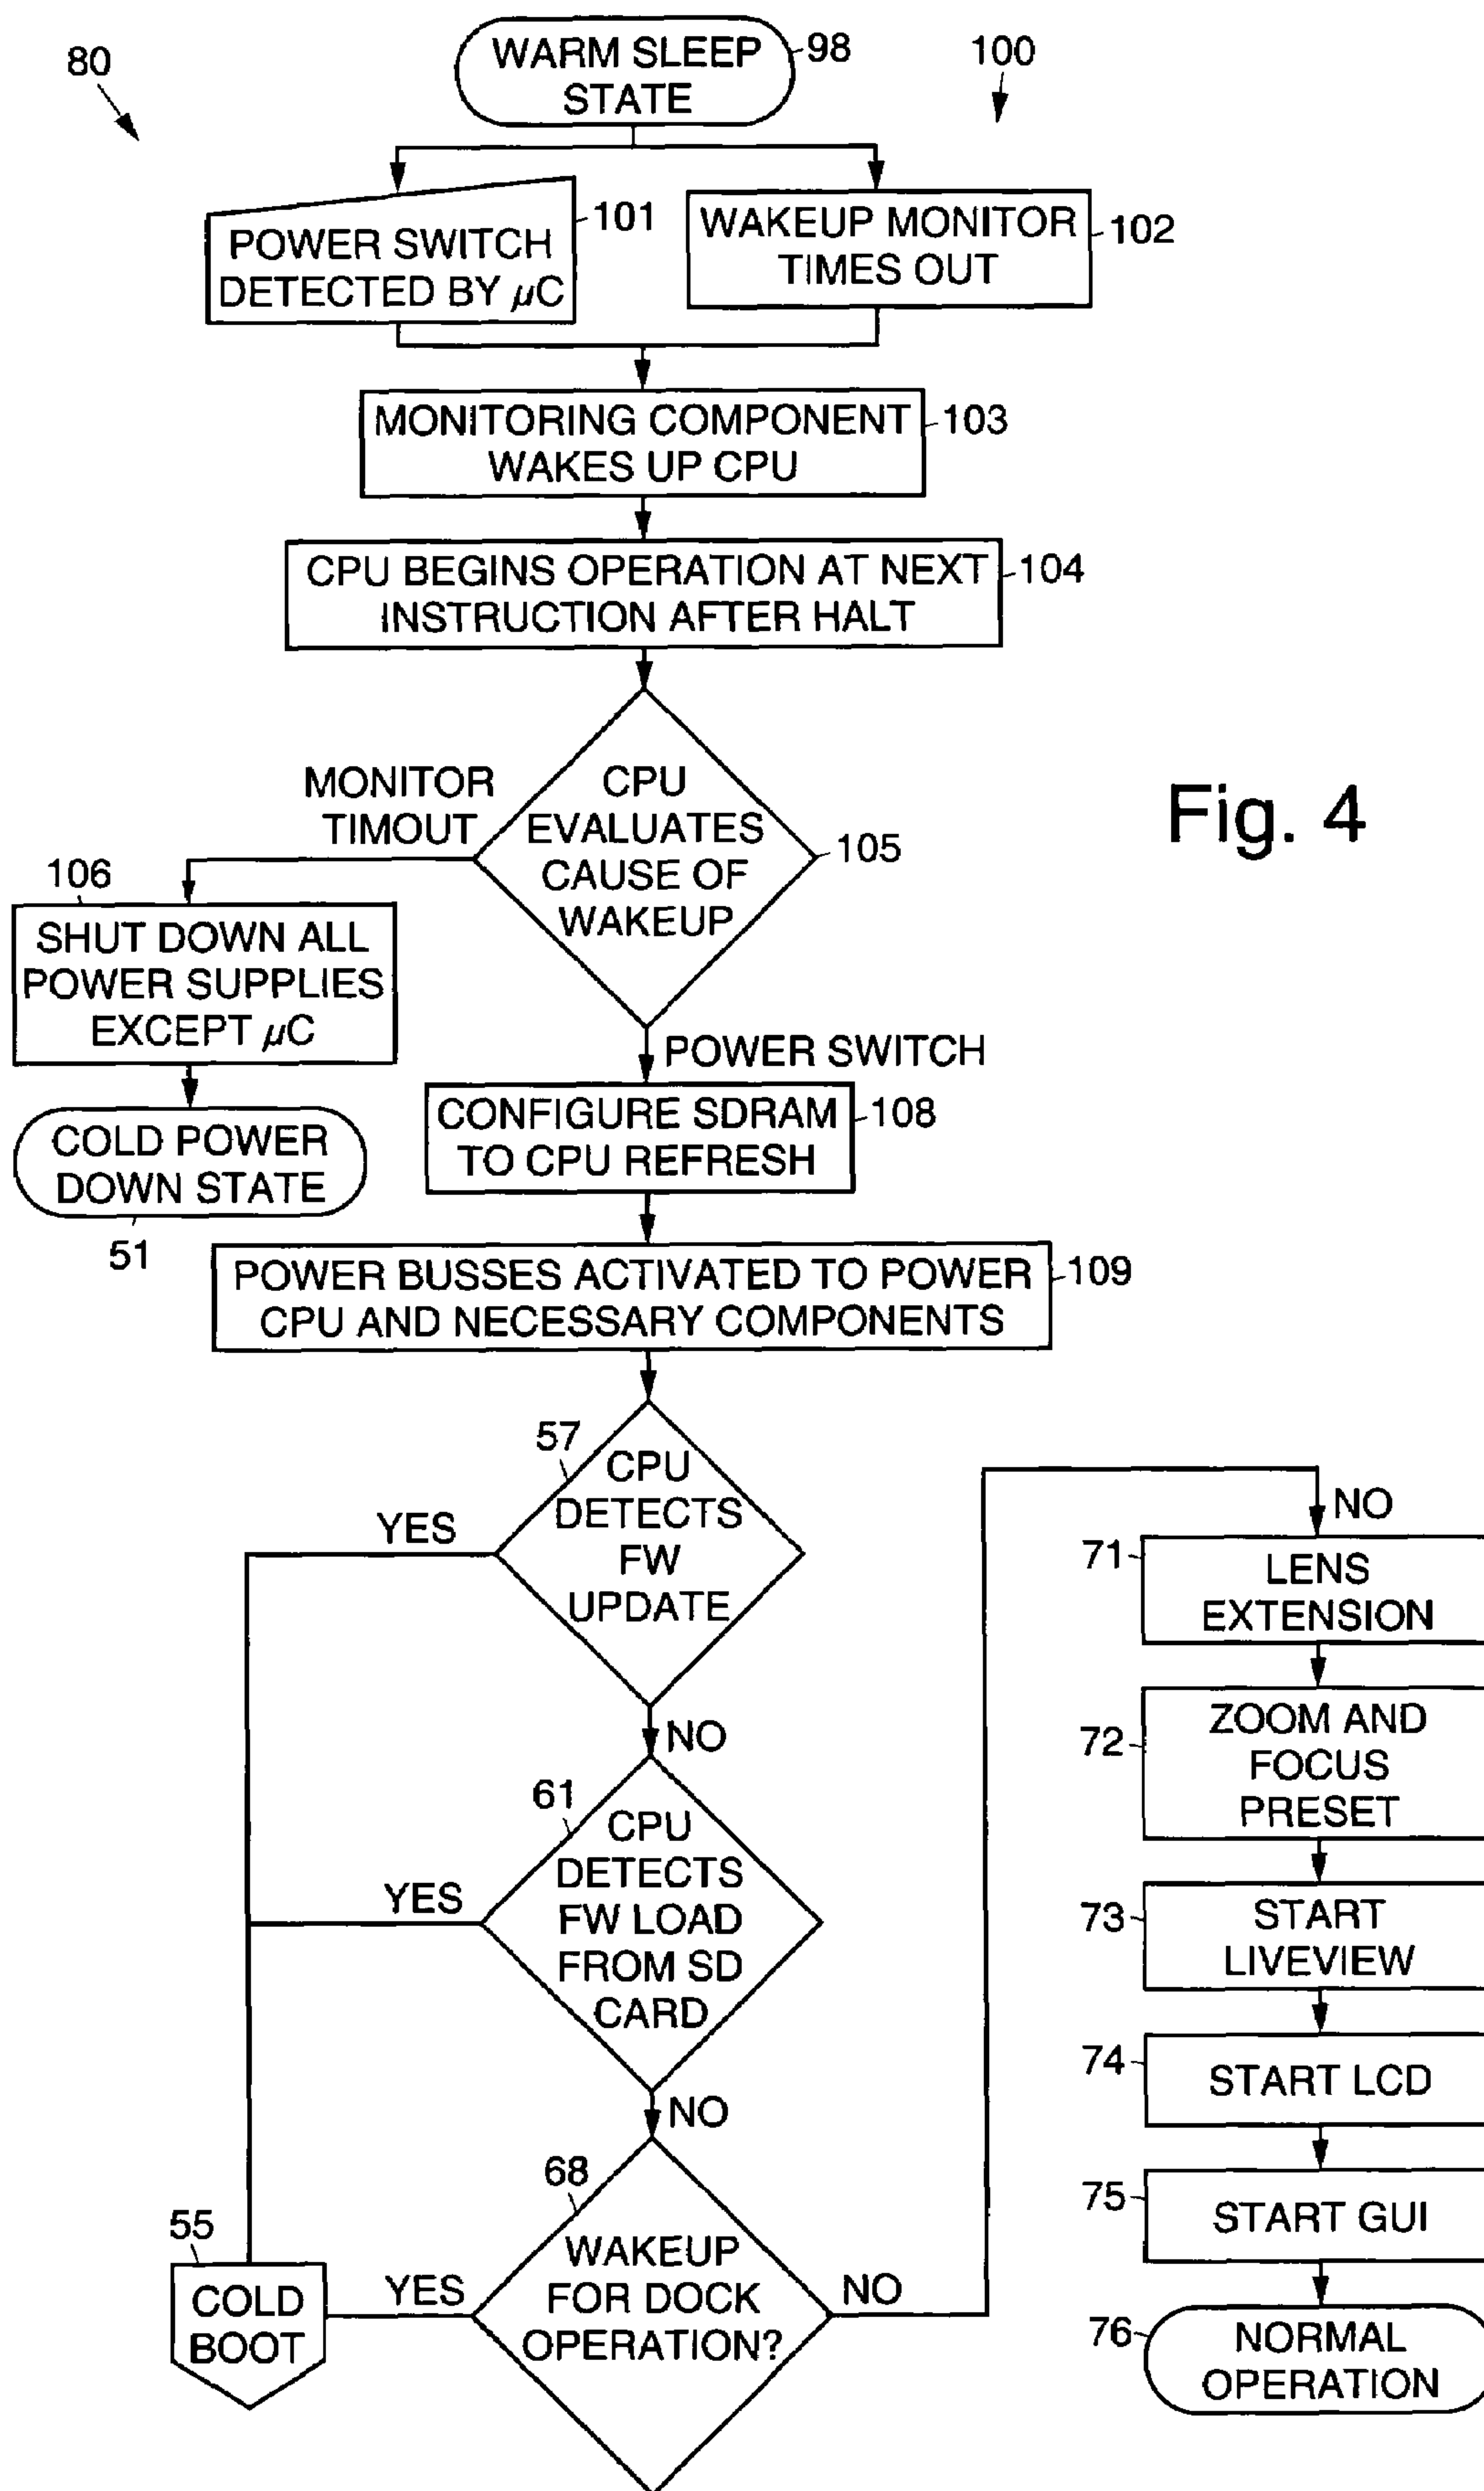 80
WARM SLEEP
STATE
98
100
POWER SWITCH
DETECTED BY µC
101
WAKEUP MONITOR
TIMES OUT
102
MONITORING COMPONENT
WAKES UP CPU
103
CPU BEGINS OPERATION AT NEXT
INSTRUCTION AFTER HALT
104
CPU
EVALUATES
CAUSE OF
WAKEUP
105
Fig. 4
MONITOR
TIMOUT
106
SHUT DOWN ALL
POWER SUPPLIES
EXCEPT µC
COLD POWER
DOWN STATE
51
POWER SWITCH
CONFIGURE SDRAM
TO CPU REFRESH
108
POWER BUSSES ACTIVATED TO POWER
CPU AND NECESSARY COMPONENTS
109
57
CPU
DETECTS
FW
UPDATE
YES
NO
61
CPU
DETECTS
FW LOAD
FROM SD
CARD
YES
NO
68
WAKEUP
FOR DOCK
OPERATION?
YES
55
COLD
BOOT
NO
NO
71
LENS
EXTENSION
72
ZOOM AND
FOCUS
PRESET
73
START
LIVEVIEW
74
START LCD
75
START GUI
76
NORMAL
OPERATION